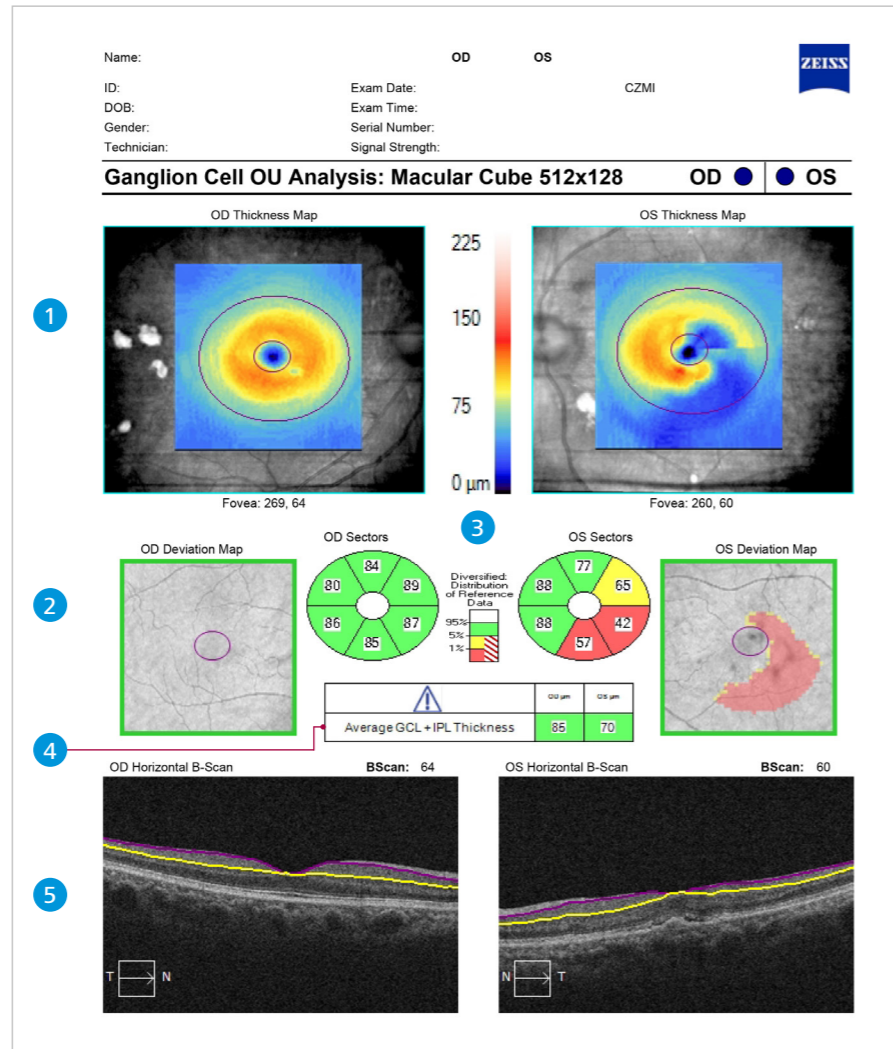 Name: OD OS
ZEISS
ID: Exam Date: CZMI
DOB: Exam Time:
Gender: Serial Number:
Technician: Signal Strength:
Ganglion Cell OU Analysis: Macular Cube 512x128 OD OS
OD Thickness Map OS Thickness Map
225
1
150
75
0 µm
Fovea: 269, 64 Fovea: 260, 60
3
OD Deviation Map OD Sectors OS Sectors OS Deviation Map
2
84
80 89
86 87
85
Diversified:
Distribution
of Reference
Data
95%
5%
1%
77
88 65
88 42
57
OU µm OS µm
4
Average GCL + IPL Thickness 85 70
OD Horizontal B-Scan BScan: 64 OS Horizontal B-Scan BScan: 60
5
T N N T